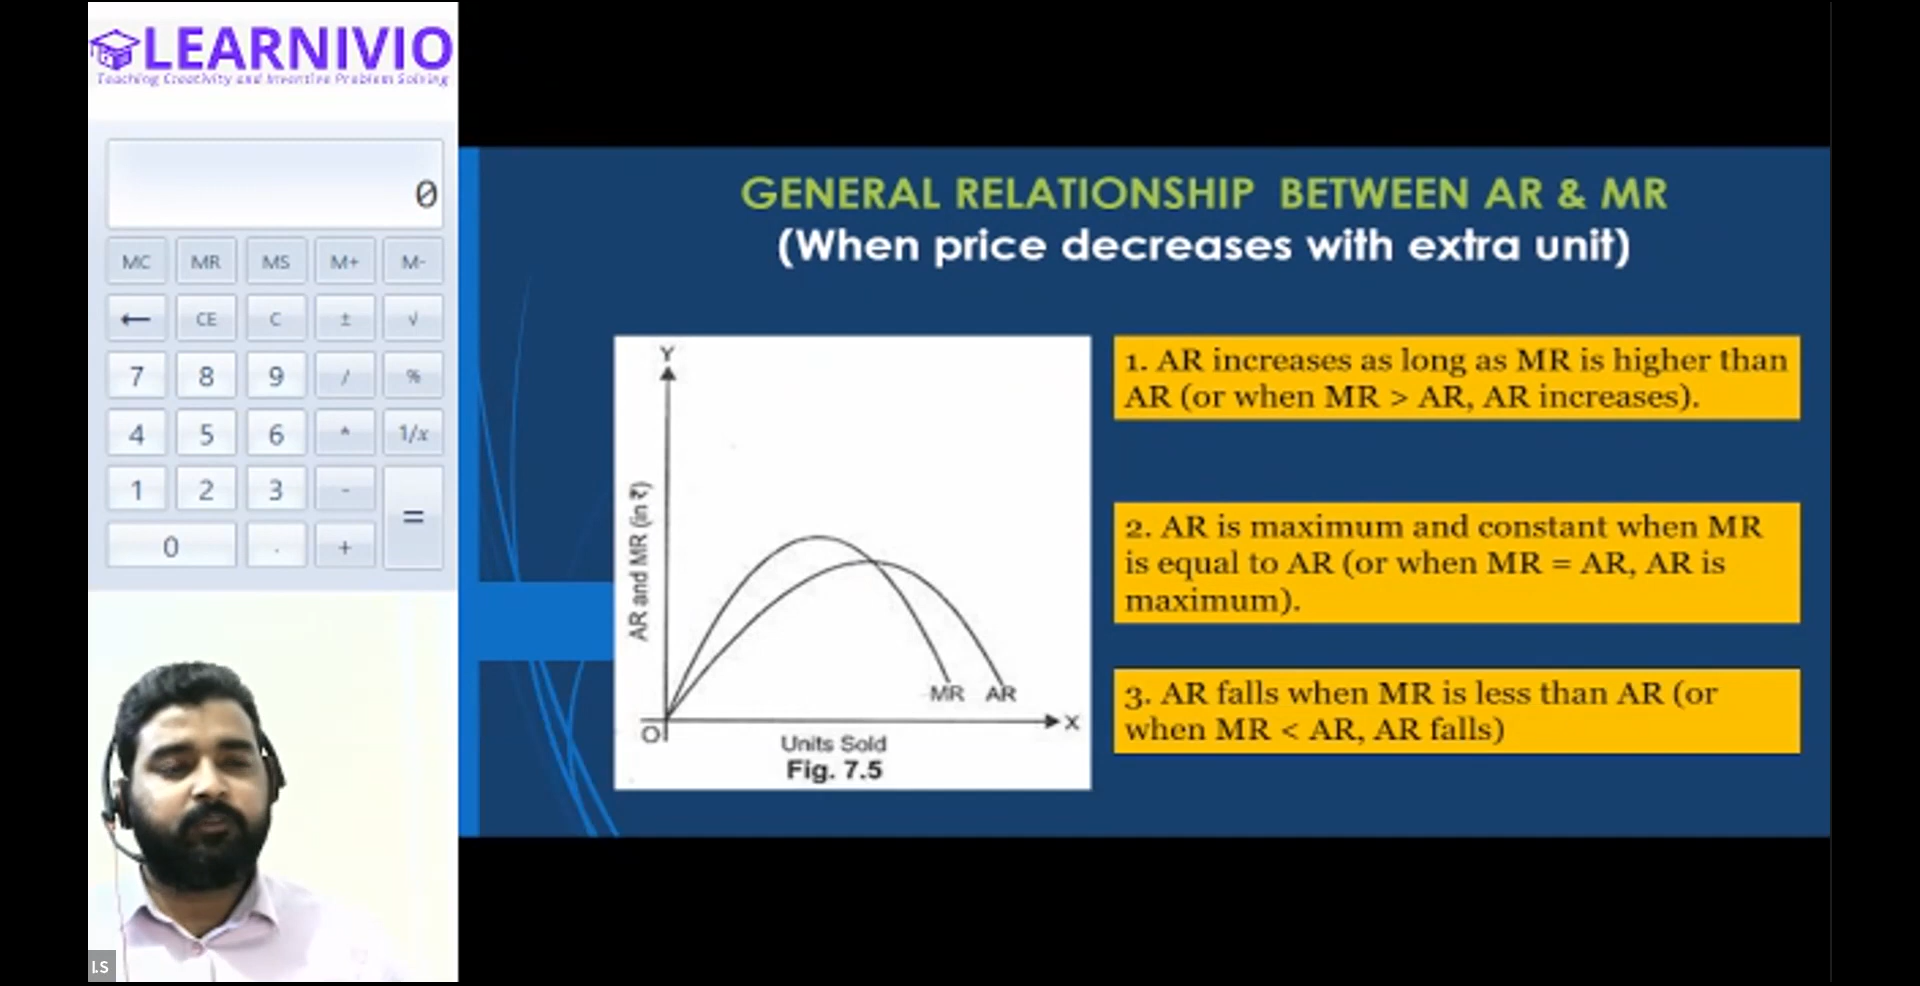 LEARNIVIO
Teaching Creativity and Inventive Problem Solving
0
MC MR MS M+ M-
← CE C ± √
7 8 9 / %
4 5 6 * 1/x
1 2 3 - =
0 . +
GENERAL RELATIONSHIP BETWEEN AR & MR
(When price decreases with extra unit)
Y
AR and MR (in ₹)
MR AR
O
X
Units Sold
Fig. 7.5
1. AR increases as long as MR is higher than
AR (or when MR > AR, AR increases).
2. AR is maximum and constant when MR
is equal to AR (or when MR = AR, AR is
maximum).
3. AR falls when MR is less than AR (or
when MR < AR, AR falls)
I.S